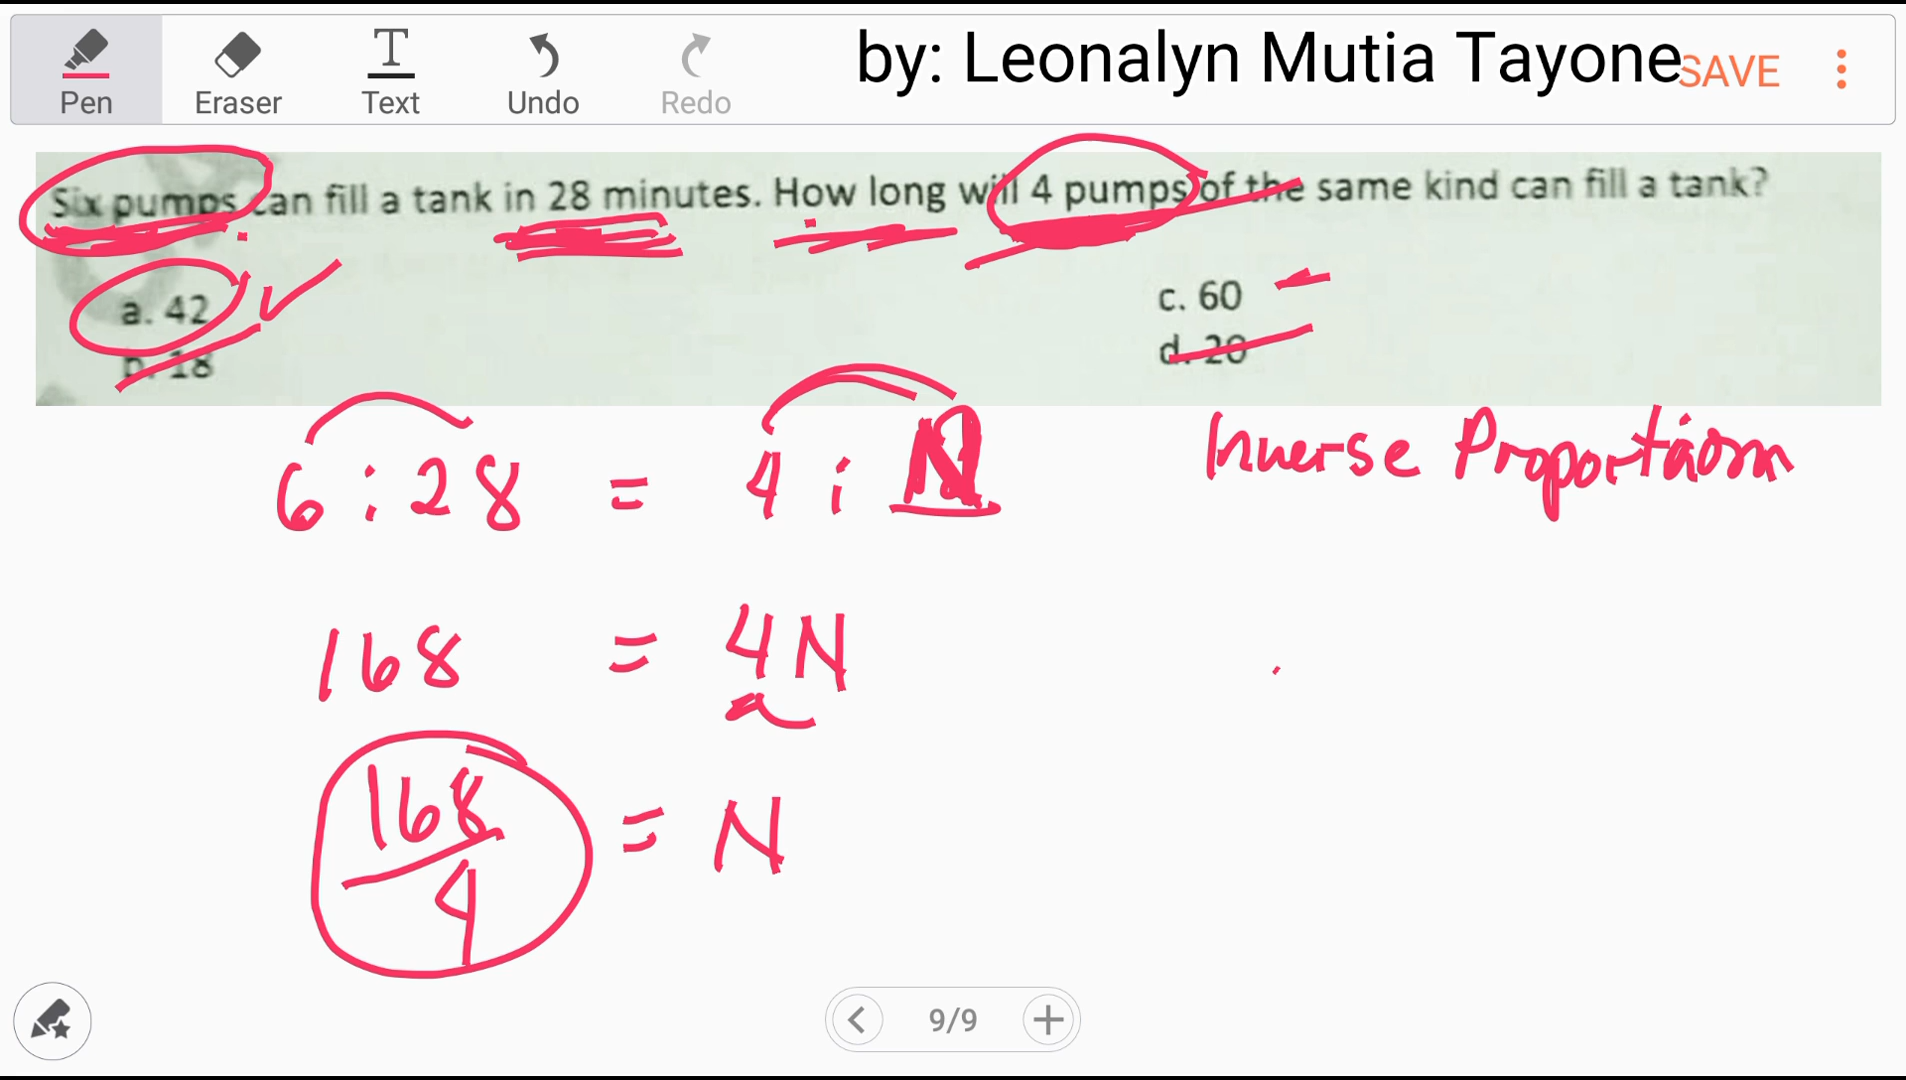 Pen
Eraser
Text
Undo
Redo
by: Leonalyn Mutia Tayone
SAVE
Six pumps can fill a tank in 28 minutes. How long will 4 pumps of the same kind can fill a tank?
a. 42
b. 18
c. 60
d. 20
6 : 28 = 4 : N
Inverse Proportion
168 = 4N
168/4 = N
9/9